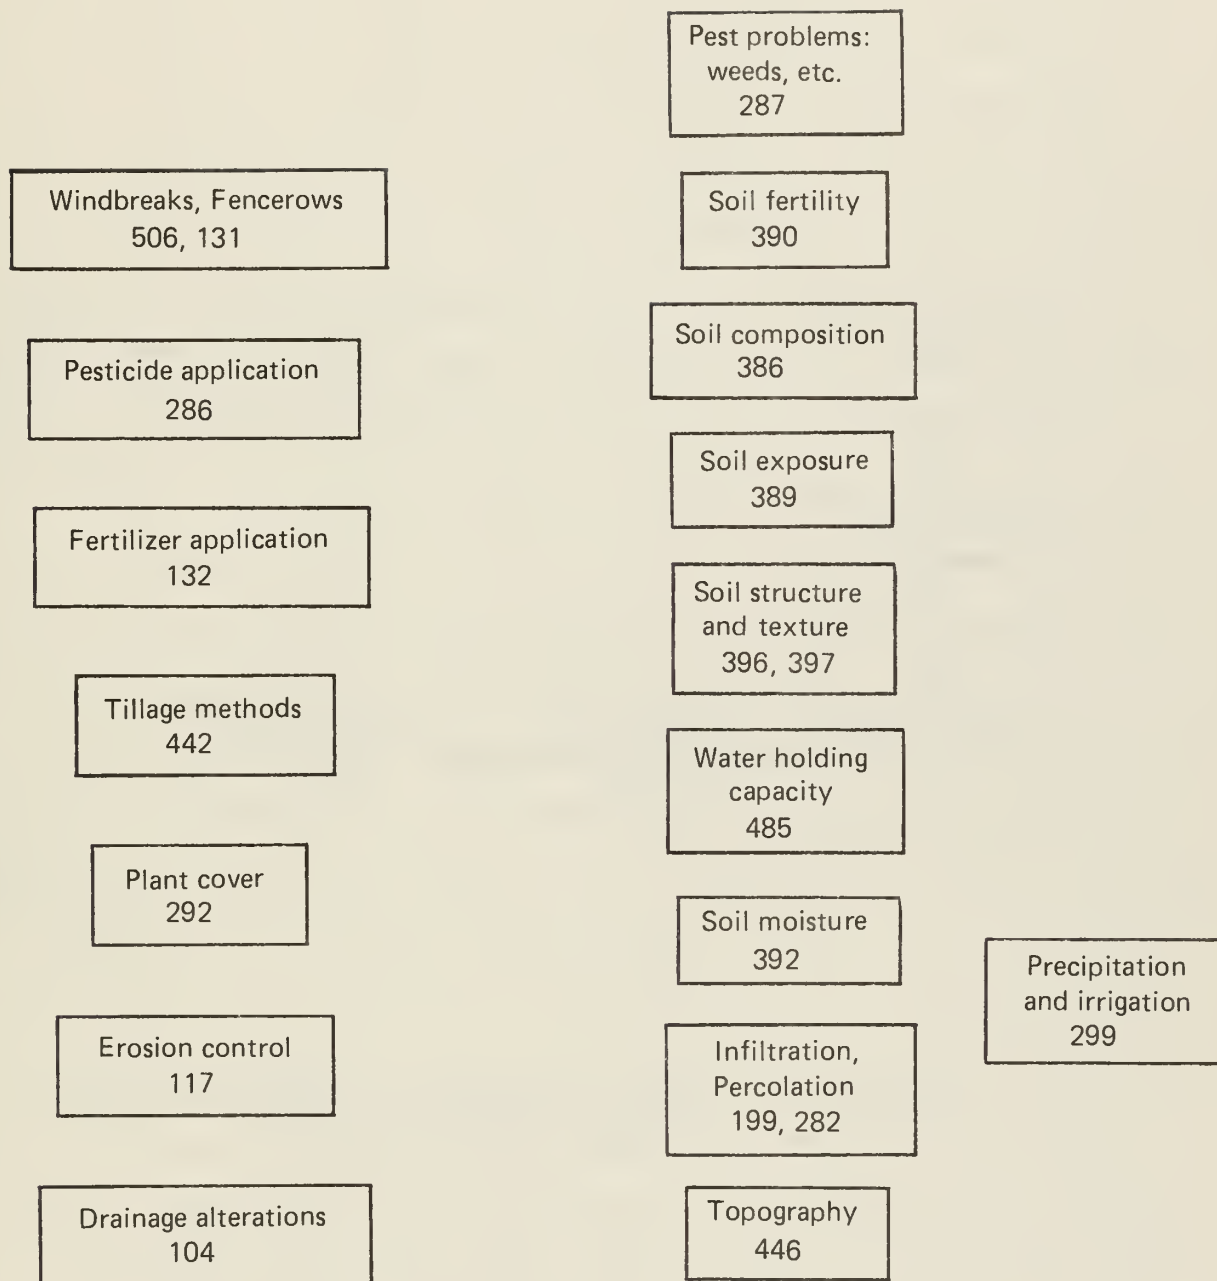 Pest problems:
weeds, etc.
287
Windbreaks, Fencerows
506, 131
Soil fertility
390
Soil composition
386
Pesticide application
286
Soil exposure
389
Fertilizer application
132
Soil structure
and texture
396, 397
Tillage methods
442
Water holding
capacity
485
Plant cover
292
Soil moisture
392
Precipitation
and irrigation
299
Erosion control
117
Infiltration,
Percolation
199, 282
Drainage alterations
104
Topography
446